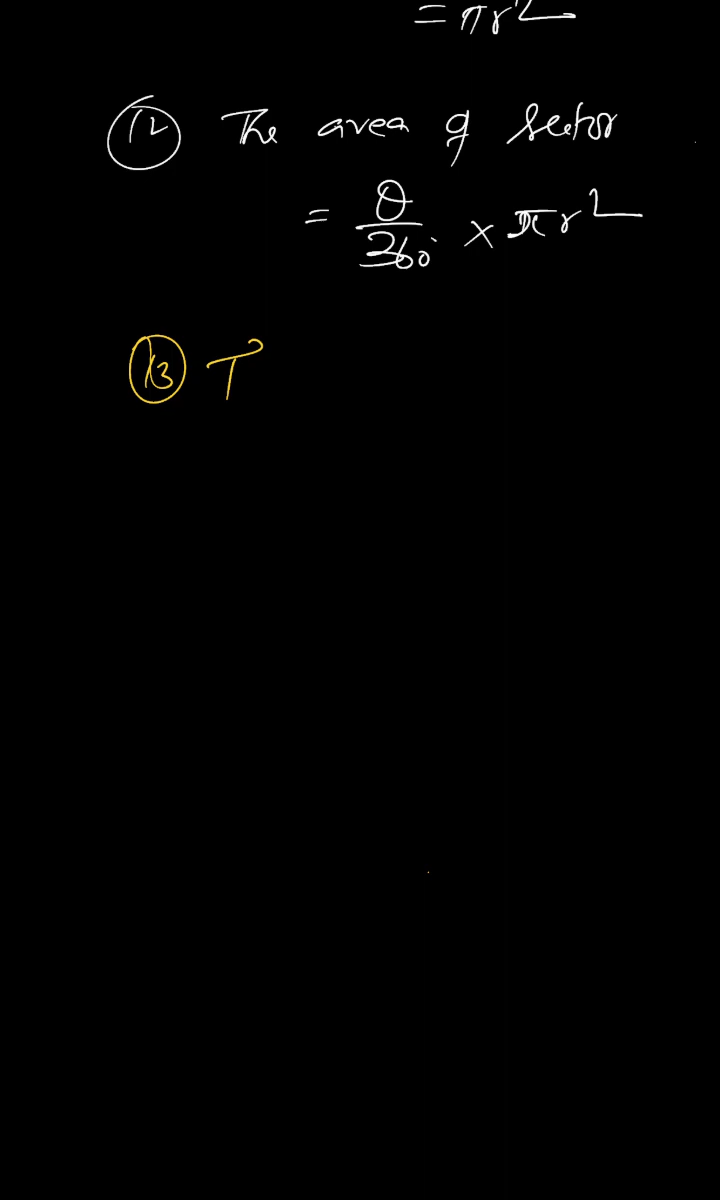 = πr²
⑫ The area of sector
= θ/360° × πr²
⑬ T